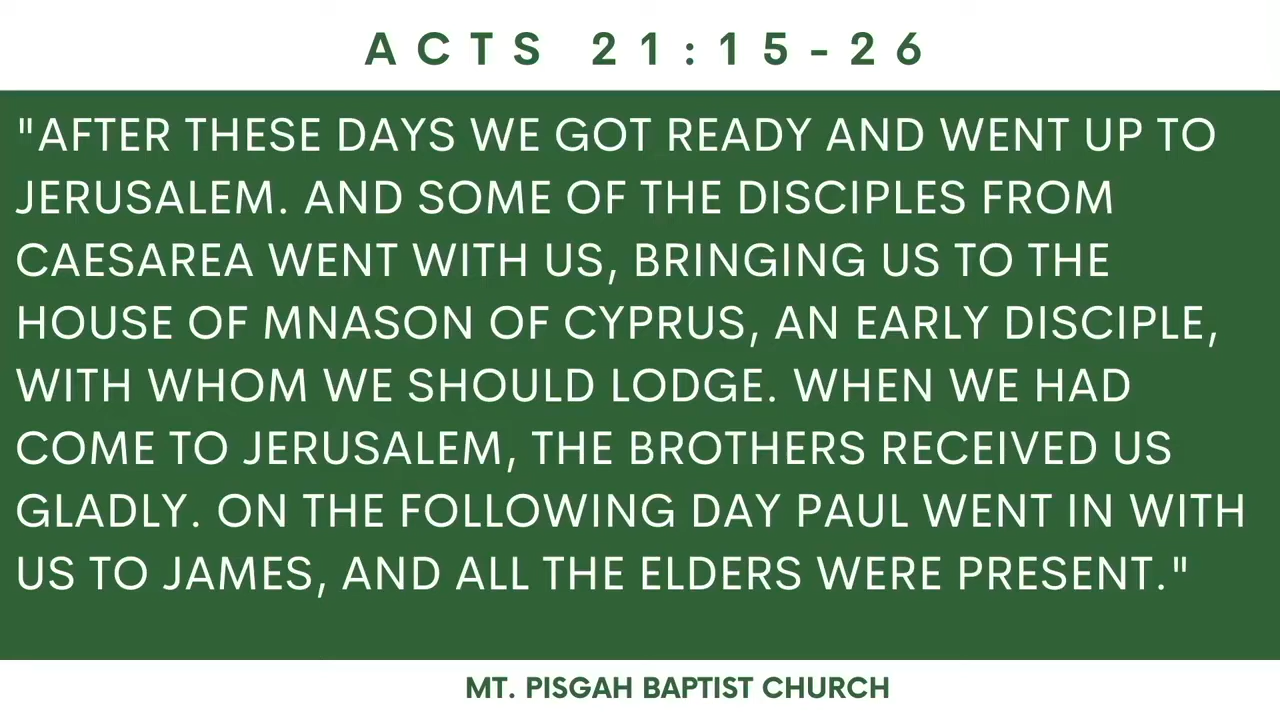 ACTS 21:15-26
"AFTER THESE DAYS WE GOT READY AND WENT UP TO
JERUSALEM. AND SOME OF THE DISCIPLES FROM
CAESAREA WENT WITH US, BRINGING US TO THE
HOUSE OF MNASON OF CYPRUS, AN EARLY DISCIPLE,
WITH WHOM WE SHOULD LODGE. WHEN WE HAD
COME TO JERUSALEM, THE BROTHERS RECEIVED US
GLADLY. ON THE FOLLOWING DAY PAUL WENT IN WITH
US TO JAMES, AND ALL THE ELDERS WERE PRESENT."
MT. PISGAH BAPTIST CHURCH